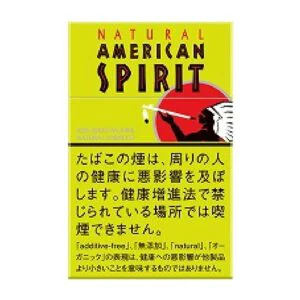 NATURAL
AMERICAN
SPIRIT
たばこの煙は、周りの人
の健康に悪影響を及ぼ
します。健康増進法で禁
じられている場所では喫
煙できません。
「additive-free」、「無添加」、「natural」、「オー
ガニック」の表現は、健康への悪影響が他製品
より小さいことを意味するものではありません。